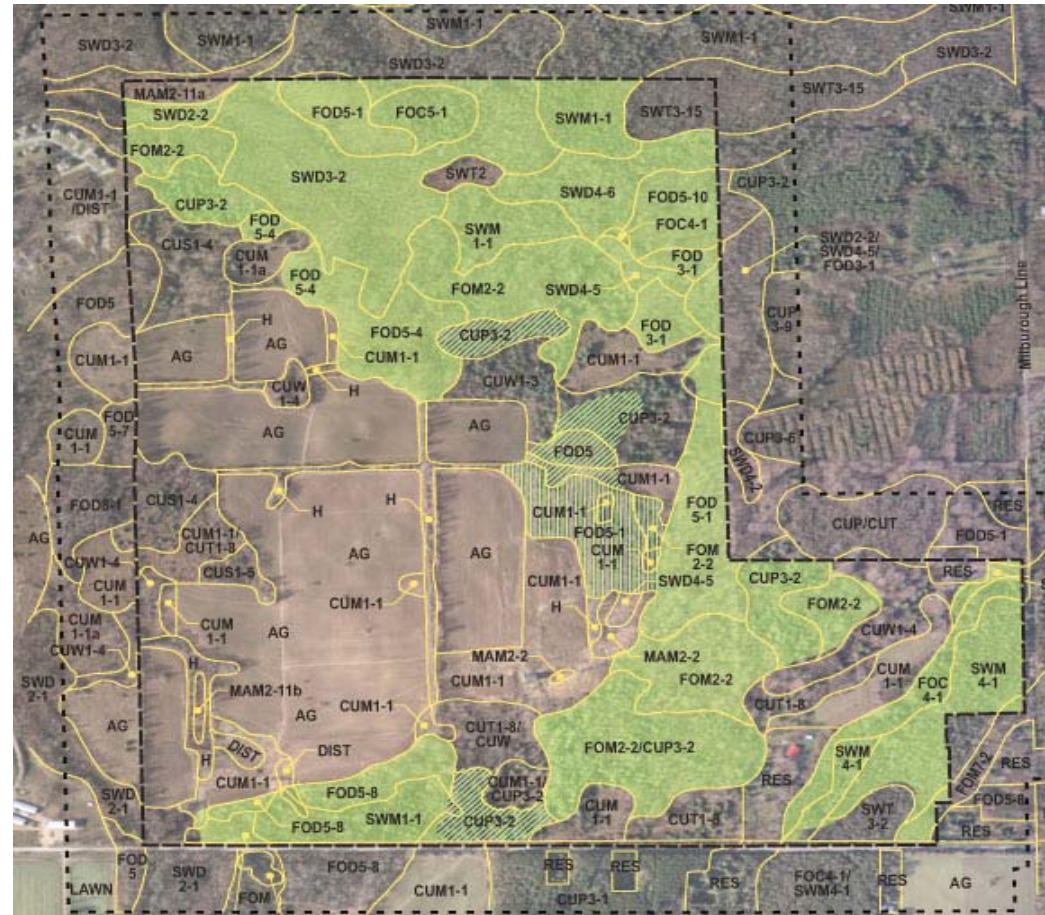 SWM1-1
SWM1-1
SWD3-2
SWM1-1
SWM1-1
SWD3-2
SWD3-2
MAM2-11a
SWD2-2
FOD5-1
FOC5-1
SWM1-1
SWT3-15
SWT3-15
FOM2-2
SWD3-2
SWT2
SWD4-6
FOD5-10
CUP3-2
CUM1-1
/DIST
CUP3-2
FOD
5-4
SWM
1-1
FOC4-1
CUS1-4
CUM
1-1a
FOD
5-4
FOM2-2
SWD4-5
FOD
3-1
SWD2-2/
SWD4-5/
FOD3-1
FOD5
H
FOD5-4
CUP3-2
FOD
3-1
CUP
3-9
Milburough Line
CUM1-1
AG
AG
CUM1-1
CUM1-1
CUW
1-4
H
CUW1-3
FOD
5-7
CUM
1-1
AG
AG
CUP3-2
CUP3-6
FOD5
SWD4-2
FOD8-1
CUS1-4
H
H
CUM1-1
CUM1-1
FOD
5-1
RES
AG
CUM1-1/
CUT1-8
AG
AG
FOD5-1
CUM
1-1
CUP/CUT
FOD5-1
CUW1-4
CUS1-5
CUM1-1
FOM
2-2
SWD4-5
CUP3-2
RES
CUM
1-1
CUM1-1
H
FOM2-2
CUM
1-1a
CUM
1-1
AG
CUW1-4
CUW1-4
SWD
2-1
H
MAM2-2
MAM2-2
CUM
1-1
SWM
4-1
MAM2-11b
CUM1-1
FOM2-2
FOC
4-1
AG
AG
CUM1-1
CUT1-8/
CUW
CUT1-8
DIST
DIST
FOM2-2/CUP3-2
SWM
4-1
FOM7-2
RES
H
CUM1-1
RES
SWD
2-1
FOD5-8
CUM1-1/
CUP3-2
CUM
1-1
SWT
3-2
FOD5-8
FOD5-8
SWM1-1
CUP3-2
CUT1-8
RES
FOD
5
SWD
2-1
FOD5-8
RES
RES
LAWN
FOM
CUM1-1
CUP3-1
RES
FOC4-1/
SWM4-1
RES
AG